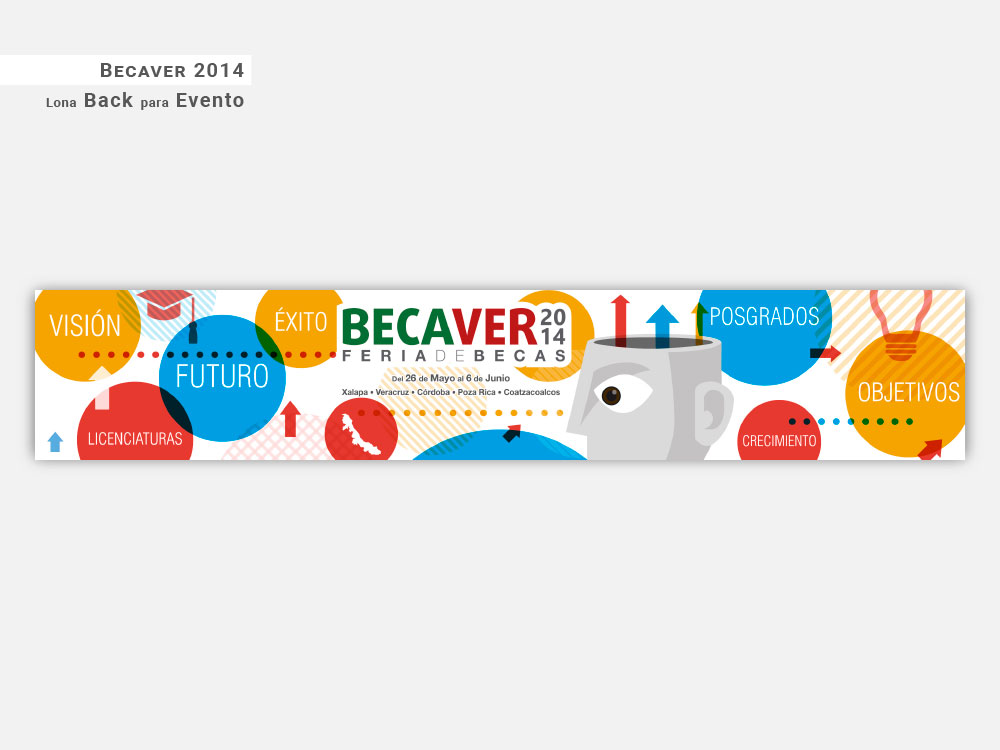 BECAVER 2014
Lona Back para Evento
VISIÓN
FUTURO
ÉXITO
LICENCIATURAS
BECAVER 2014
FERIA DE BECAS
Del 26 de Mayo al 6 de Junio
Xalapa • Veracruz • Córdoba • Poza Rica • Coatzacoalcos
POSGRADOS
OBJETIVOS
CRECIMIENTO